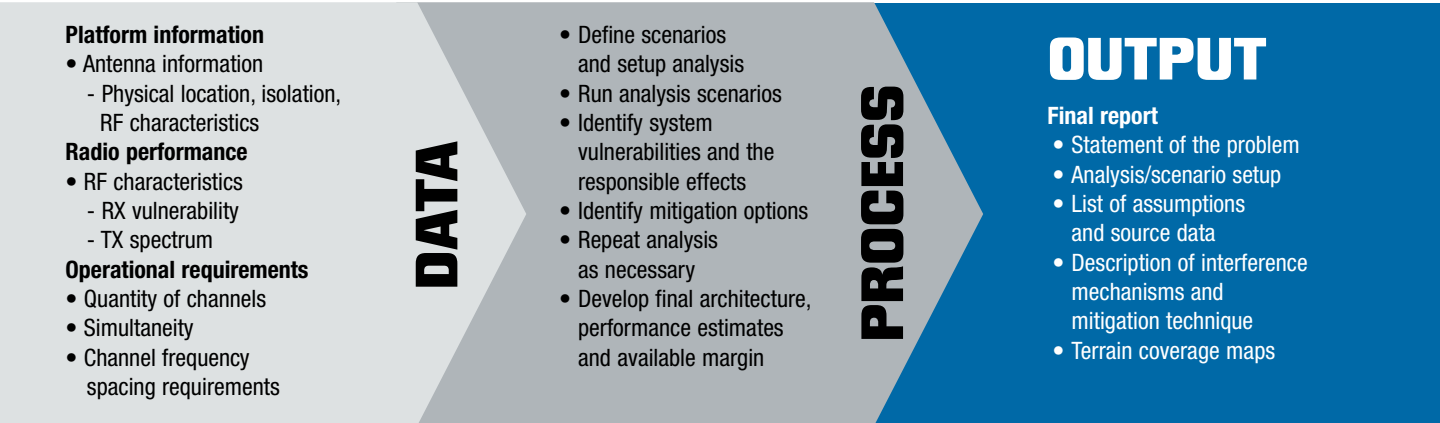 Platform information
• Antenna information
- Physical location, isolation,
RF characteristics
Radio performance
• RF characteristics
- RX vulnerability
- TX spectrum
Operational requirements
• Quantity of channels
• Simultaneity
• Channel frequency
spacing requirements
DATA
• Define scenarios
and setup analysis
• Run analysis scenarios
• Identify system
vulnerabilities and the
responsible effects
• Identify mitigation options
• Repeat analysis
as necessary
• Develop final architecture,
performance estimates
and available margin
PROCESS
OUTPUT
Final report
• Statement of the problem
• Analysis/scenario setup
• List of assumptions
and source data
• Description of interference
mechanisms and
mitigation technique
• Terrain coverage maps